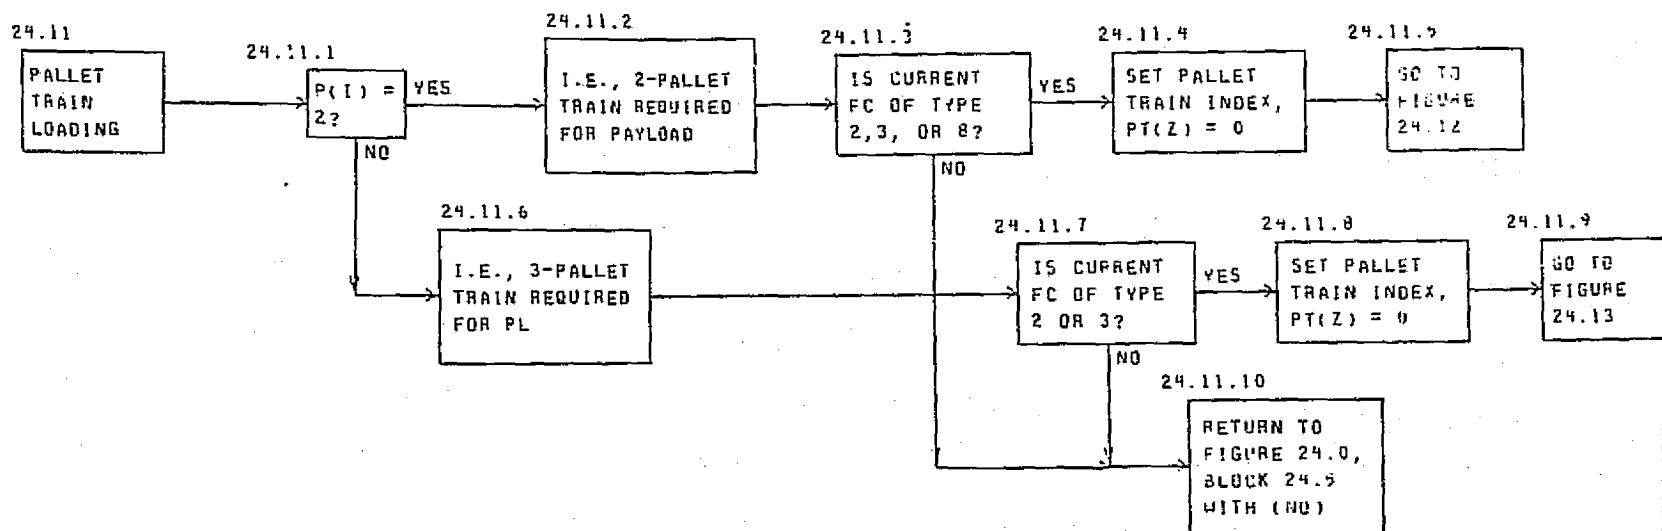 24.11
PALLET
TRAIN
LOADING
24.11.1
P(I) =
2?
YES
NO
24.11.2
I.E., 2-PALLET
TRAIN REQUIRED
FOR PAYLOAD
24.11.3
IS CURRENT
FC OF TYPE
2,3, OR 8?
YES
NO
24.11.4
SET PALLET
TRAIN INDEX,
PT(Z) = 0
24.11.5
GO TO
FIGURE
24.12
24.11.6
I.E., 3-PALLET
TRAIN REQUIRED
FOR PL
24.11.7
IS CURRENT
FC OF TYPE
2 OR 3?
YES
NO
24.11.8
SET PALLET
TRAIN INDEX,
PT(Z) = 0
24.11.9
GO TO
FIGURE
24.13
24.11.10
RETURN TO
FIGURE 24.0,
BLOCK 24.5
WITH (NO)